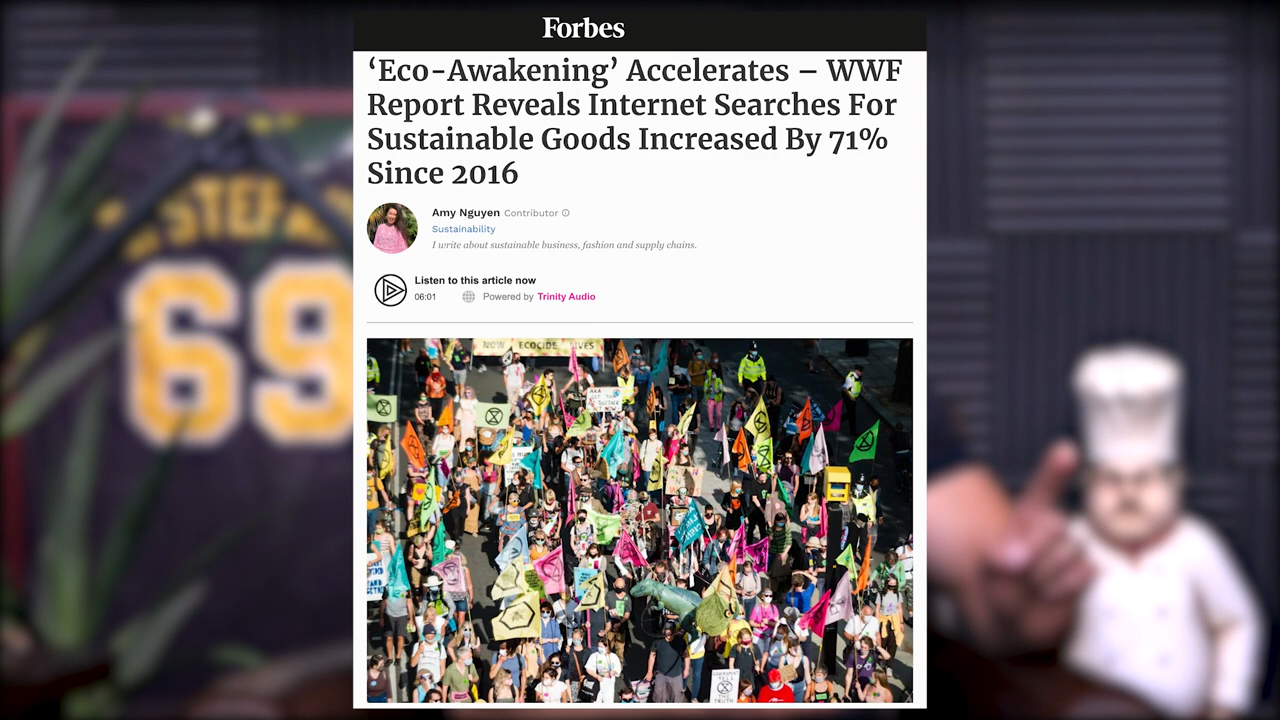 Forbes
‘Eco-Awakening’ Accelerates – WWF
Report Reveals Internet Searches For
Sustainable Goods Increased By 71%
Since 2016
Amy Nguyen Contributor
Sustainability
I write about sustainable business, fashion and supply chains.
Listen to this article now
06:01 Powered by Trinity Audio
NOW ECOCIDE
69